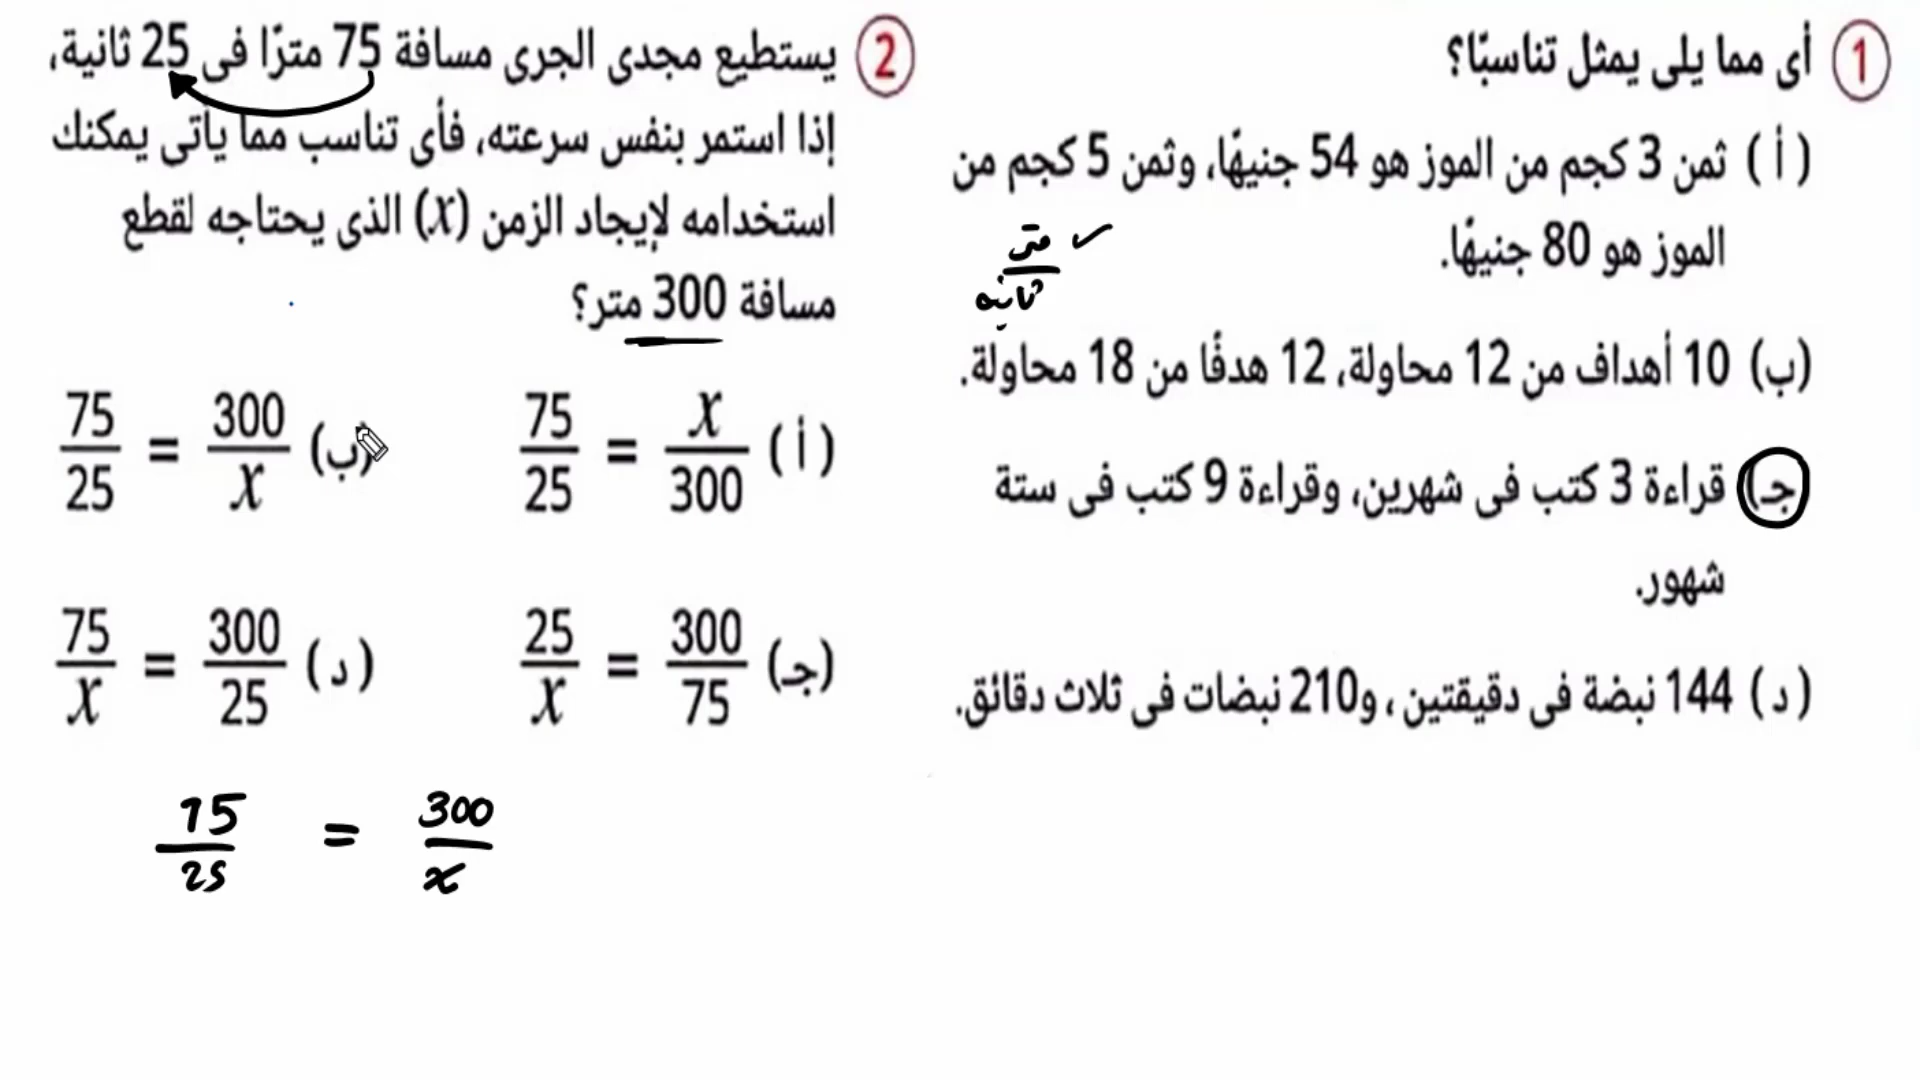 1 أى مما يلى يمثل تناسبًا؟
( أ ) ثمن 3 كجم من الموز هو 54 جنيهًا، وثمن 5 كجم من
الموز هو 80 جنيهًا.
(ب) 10 أهداف من 12 محاولة، 12 هدفًا من 18 محاولة.
(جـ) قراءة 3 كتب فى شهرين، وقراءة 9 كتب فى ستة
شهور.
( د ) 144 نبضة فى دقيقتين ، و210 نبضات فى ثلاث دقائق.
✓
ثانيه
2 يستطيع مجدى الجرى مسافة 75 مترًا فى 25 ثانية،
إذا استمر بنفس سرعته، فأى تناسب مما يأتى يمكنك
استخدامه لإيجاد الزمن (x) الذى يحتاجه لقطع
مسافة 300 متر؟
( أ ) 75/25 = x/300
(ب) 75/25 = 300/x
(جـ) 25/x = 300/75
( د ) 75/x = 300/25
75/25 = 300/x